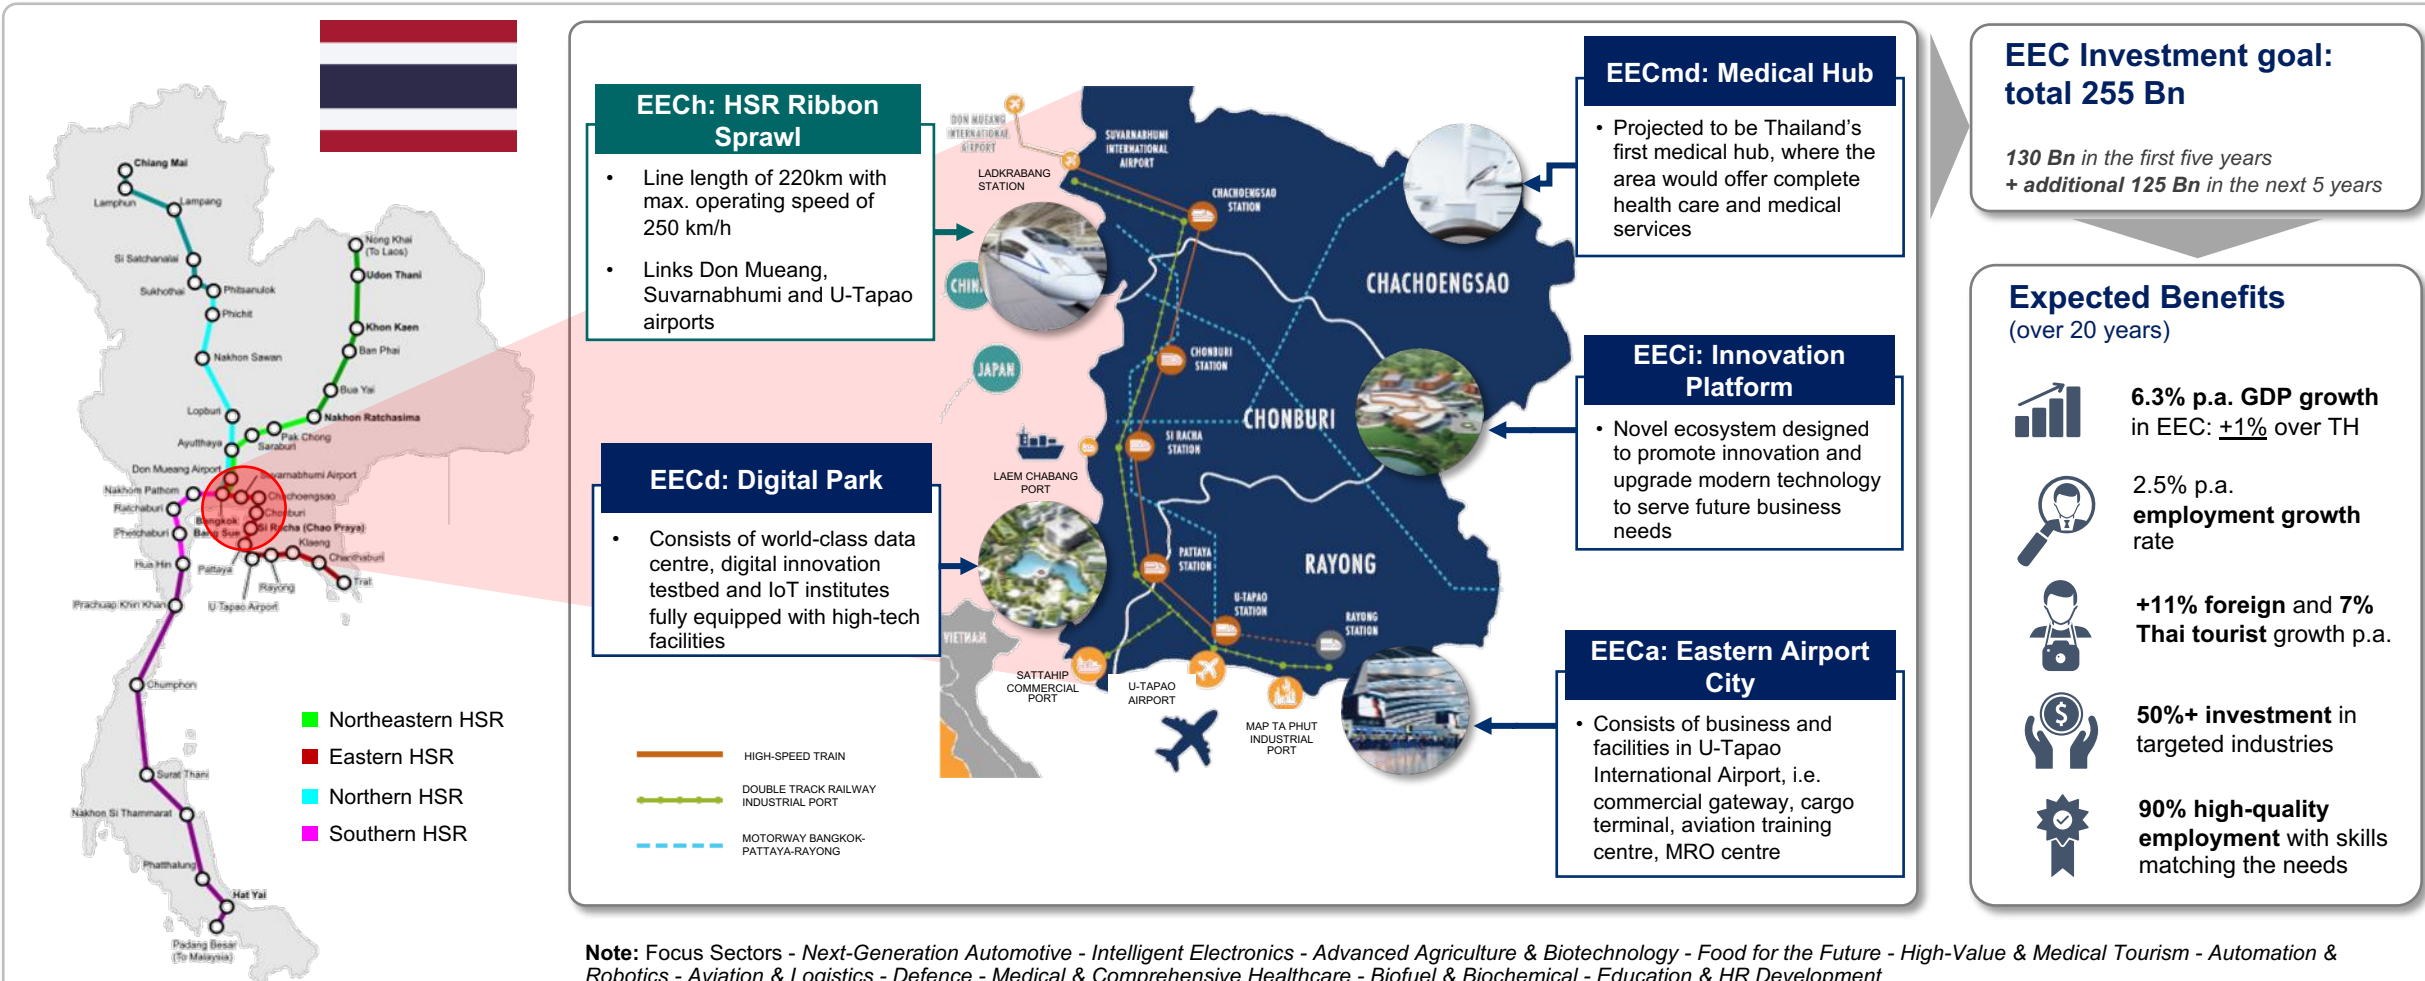 Chiang Mai
Lamphun
Lampang
Si Satchanalai
Sukhothai
Phitsanulok
Phichit
Nakhon Sawan
Lopburi
Ayutthaya
Nong Khai
(To Laos)
Udon Thani
Khon Kaen
Ban Phai
Bua Yai
Nakhon Ratchasima
Pak Chong
Saraburi
Don Mueang Airport
Suvarnabhumi Airport
Nakhom Pathom
Chachoengsao
Ratchaburi
Chonburi
Bangkok
Bang Sue
Si Racha (Chao Praya)
Phetchaburi
Klaeng
Chanthaburi
Hua Hin
Pattaya
Rayong
Trat
U Tapao Airport
Prachuap Khiri Khan
Chumphon
Surat Thani
Nakhon Si Thammarat
Phatthalung
Hat Yai
Padang Besar
(To Malaysia)
Northeastern HSR
Eastern HSR
Northern HSR
Southern HSR
EECh: HSR Ribbon
Sprawl
• Line length of 220km with
max. operating speed of
250 km/h
• Links Don Mueang,
Suvarnabhumi and U-Tapao
airports
EECd: Digital Park
• Consists of world-class data
centre, digital innovation
testbed and IoT institutes
fully equipped with high-tech
facilities
HIGH-SPEED TRAIN
DOUBLE TRACK RAILWAY
INDUSTRIAL PORT
MOTORWAY BANGKOK-
PATTAYA-RAYONG
DON MUEANG
INTERNATIONAL
AIRPORT
SUVARNABHUMI
INTERNATIONAL
AIRPORT
LADKRABANG
STATION
CHACHOENGSAO
STATION
CHINA
JAPAN
CHACHOENGSAO
CHONBURI
STATION
CHONBURI
SI RACHA
STATION
LAEM CHABANG
PORT
PATTAYA
STATION
RAYONG
U-TAPAO
STATION
RAYONG
STATION
VIETNAM
SATTAHIP
COMMERCIAL
PORT
U-TAPAO
AIRPORT
MAP TA PHUT
INDUSTRIAL
PORT
EECmd: Medical Hub
• Projected to be Thailand's
first medical hub, where the
area would offer complete
health care and medical
services
EECi: Innovation
Platform
• Novel ecosystem designed
to promote innovation and
upgrade modern technology
to serve future business
needs
EECa: Eastern Airport
City
• Consists of business and
facilities in U-Tapao
International Airport, i.e.
commercial gateway, cargo
terminal, aviation training
centre, MRO centre
EEC Investment goal:
total 255 Bn
130 Bn in the first five years
+ additional 125 Bn in the next 5 years
Expected Benefits
(over 20 years)
6.3% p.a. GDP growth
in EEC: +1% over TH
2.5% p.a.
employment growth
rate
+11% foreign and 7%
Thai tourist growth p.a.
50%+ investment in
targeted industries
90% high-quality
employment with skills
matching the needs
Note: Focus Sectors - Next-Generation Automotive - Intelligent Electronics - Advanced Agriculture & Biotechnology - Food for the Future - High-Value & Medical Tourism - Automation &
Robotics - Aviation & Logistics - Defence - Medical & Comprehensive Healthcare - Biofuel & Biochemical - Education & HR Development